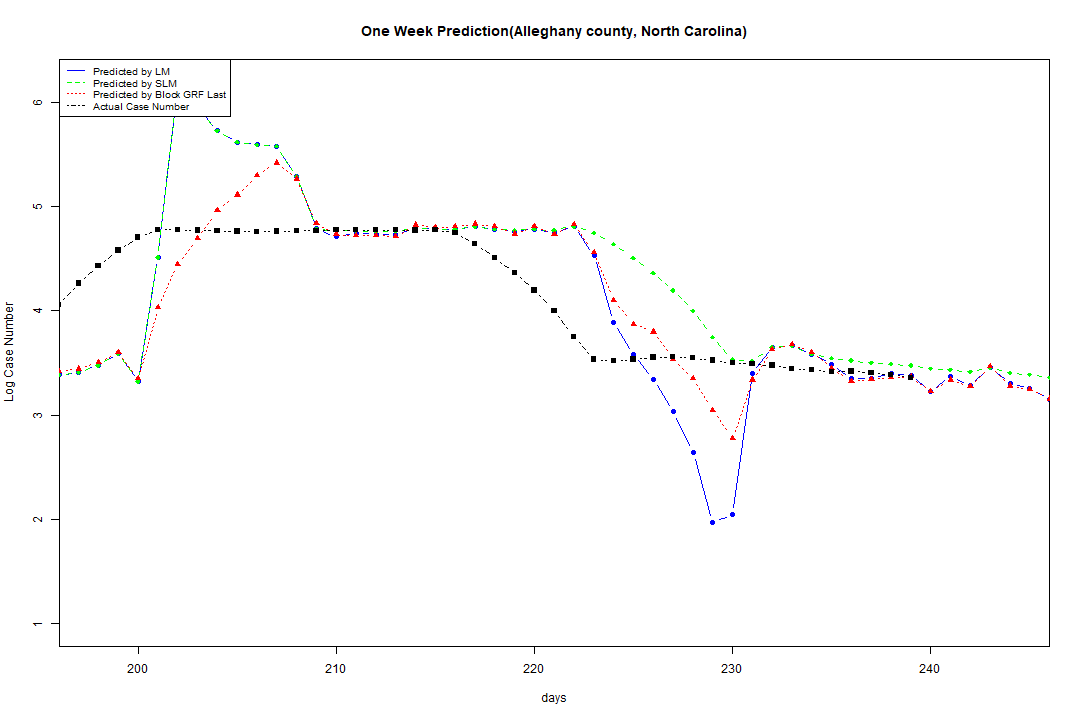 One Week Prediction(Alleghany county, North Carolina)
Predicted by LM
Predicted by SLM
Predicted by Block GRF Last
Actual Case Number
6
5
4
3
2
1
Log Case Number
200 210 220 230 240
days